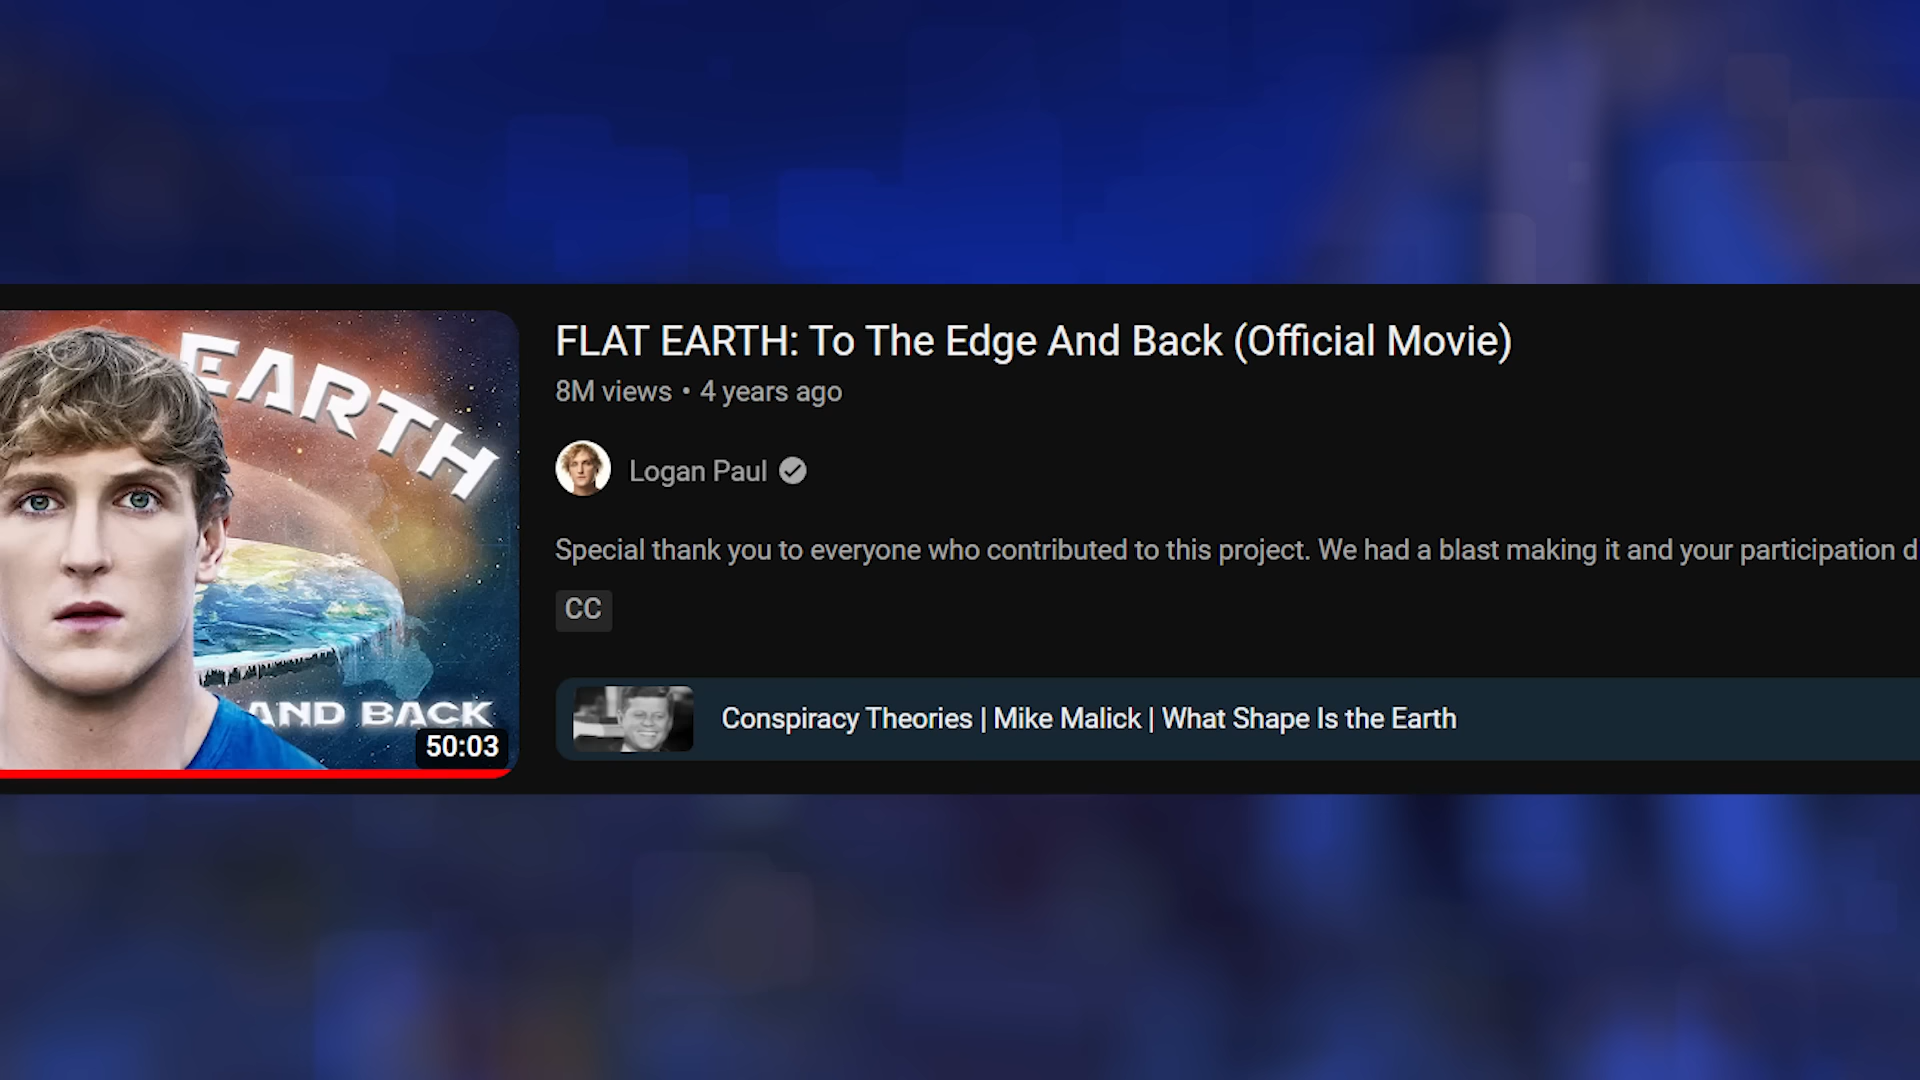 EARTH
AND BACK
50:03
FLAT EARTH: To The Edge And Back (Official Movie)
8M views • 4 years ago
Logan Paul
Special thank you to everyone who contributed to this project. We had a blast making it and your participation d
CC
Conspiracy Theories | Mike Malick | What Shape Is the Earth